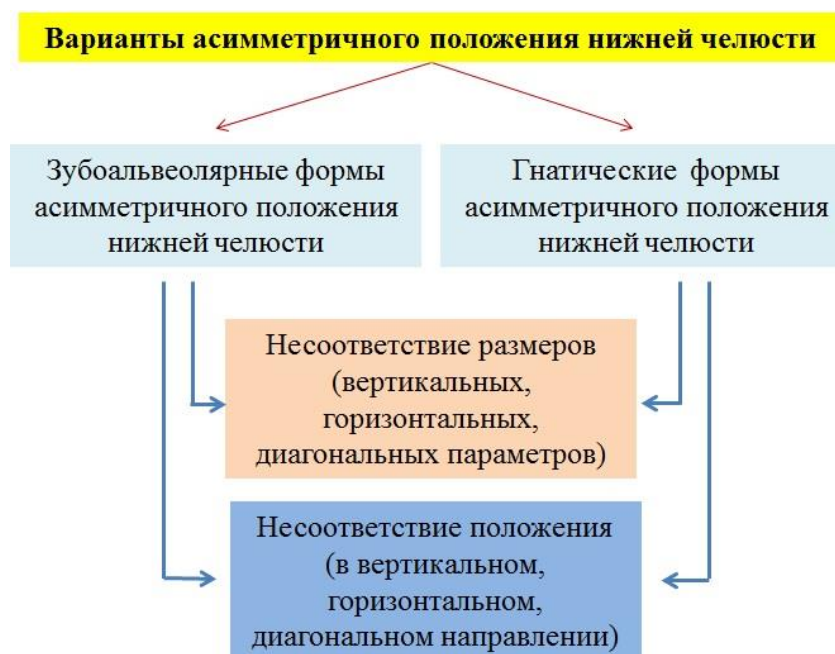 Варианты асимметричного положения нижней челюсти
Зубоальвеолярные формы
асимметричного положения
нижней челюсти
Гнатические формы
асимметричного положения
нижней челюсти
Несоответствие размеров
(вертикальных,
горизонтальных,
диагональных параметров)
Несоответствие положения
(в вертикальном,
горизонтальном,
диагональном направлении)